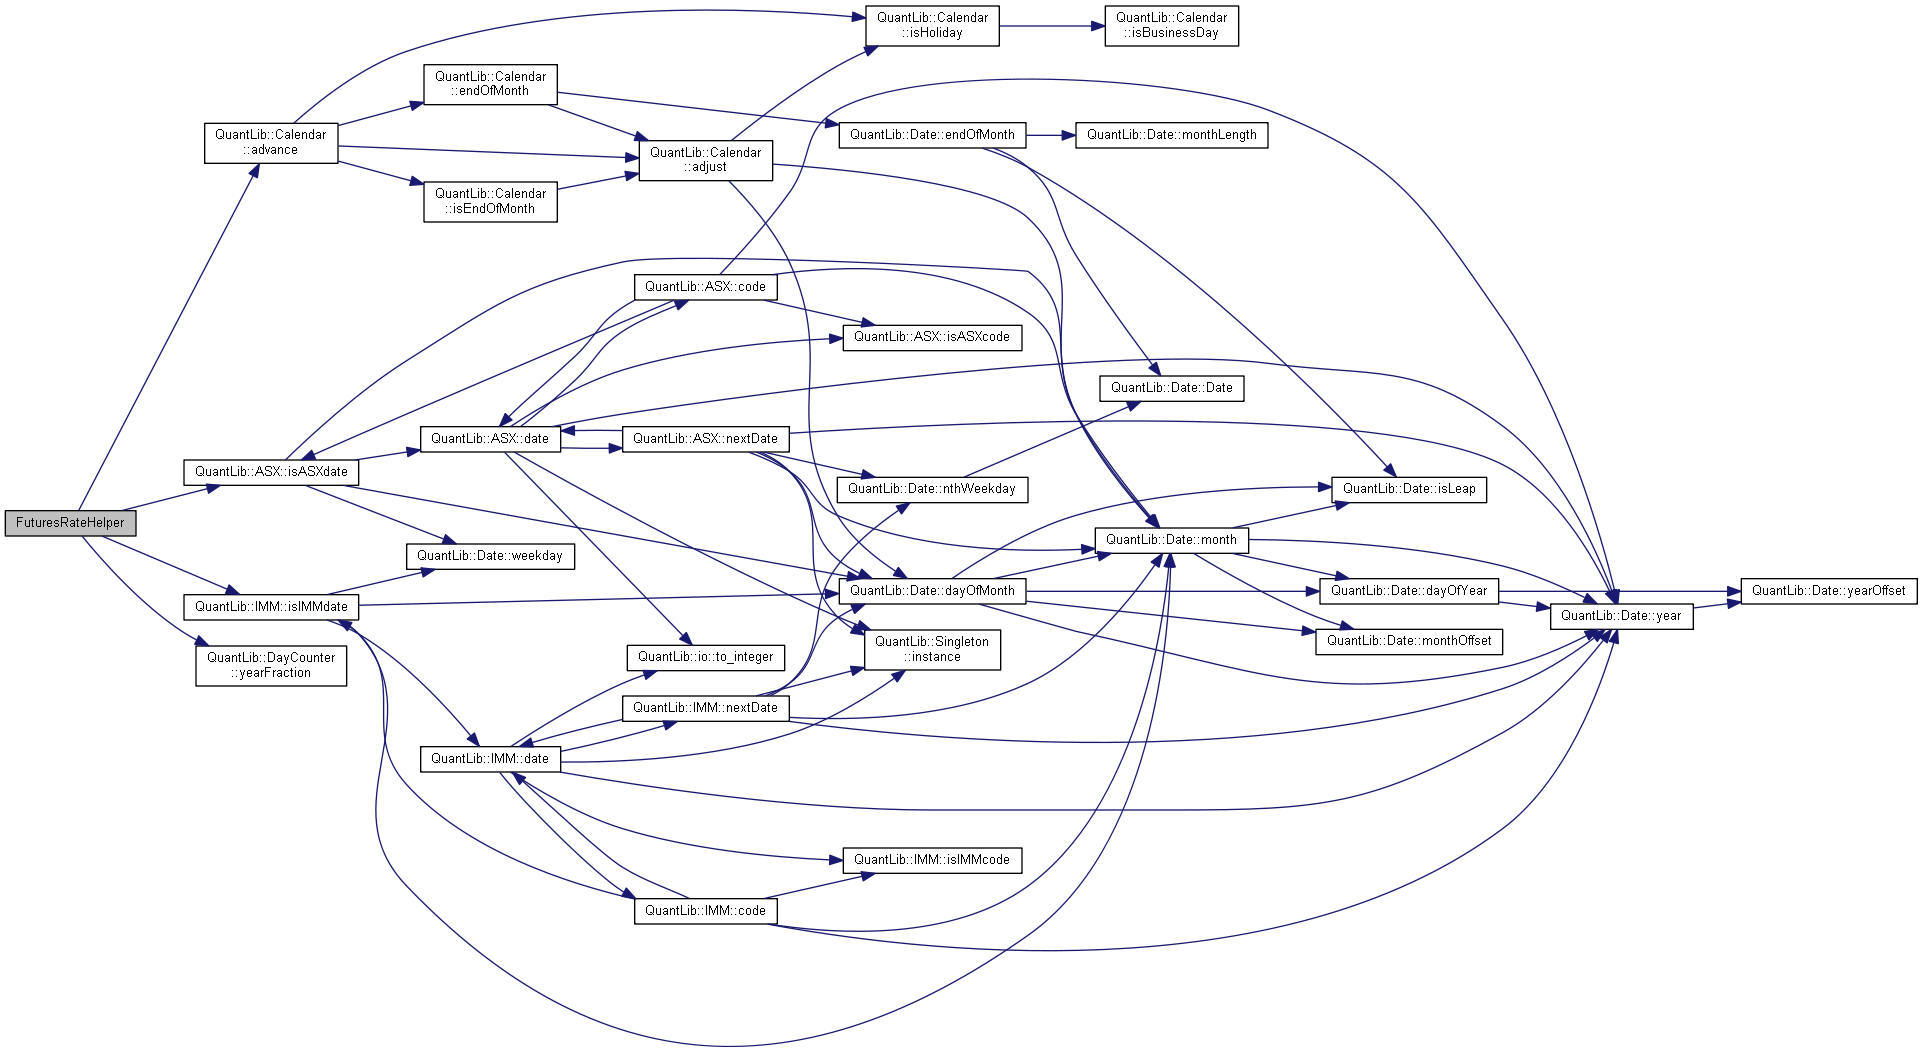 QuantLib::Calendar
::isHoliday
QuantLib::Calendar
::isBusinessDay
QuantLib::Calendar
::endOfMonth
QuantLib::Calendar
::advance
QuantLib::Date::endOfMonth
QuantLib::Date::monthLength
QuantLib::Calendar
::adjust
QuantLib::Calendar
::isEndOfMonth
QuantLib::ASX::code
QuantLib::ASX::isASXcode
QuantLib::Date::Date
QuantLib::ASX::date
QuantLib::ASX::nextDate
QuantLib::ASX::isASXdate
QuantLib::Date::nthWeekday
QuantLib::Date::isLeap
FuturesRateHelper
QuantLib::Date::weekday
QuantLib::Date::month
QuantLib::IMM::isIMMdate
QuantLib::Date::dayOfMonth
QuantLib::Date::dayOfYear
QuantLib::Date::yearOffset
QuantLib::Date::year
QuantLib::DayCounter
::yearFraction
QuantLib::io::to_integer
QuantLib::Singleton
::instance
QuantLib::Date::monthOffset
QuantLib::IMM::nextDate
QuantLib::IMM::date
QuantLib::IMM::isIMMcode
QuantLib::IMM::code